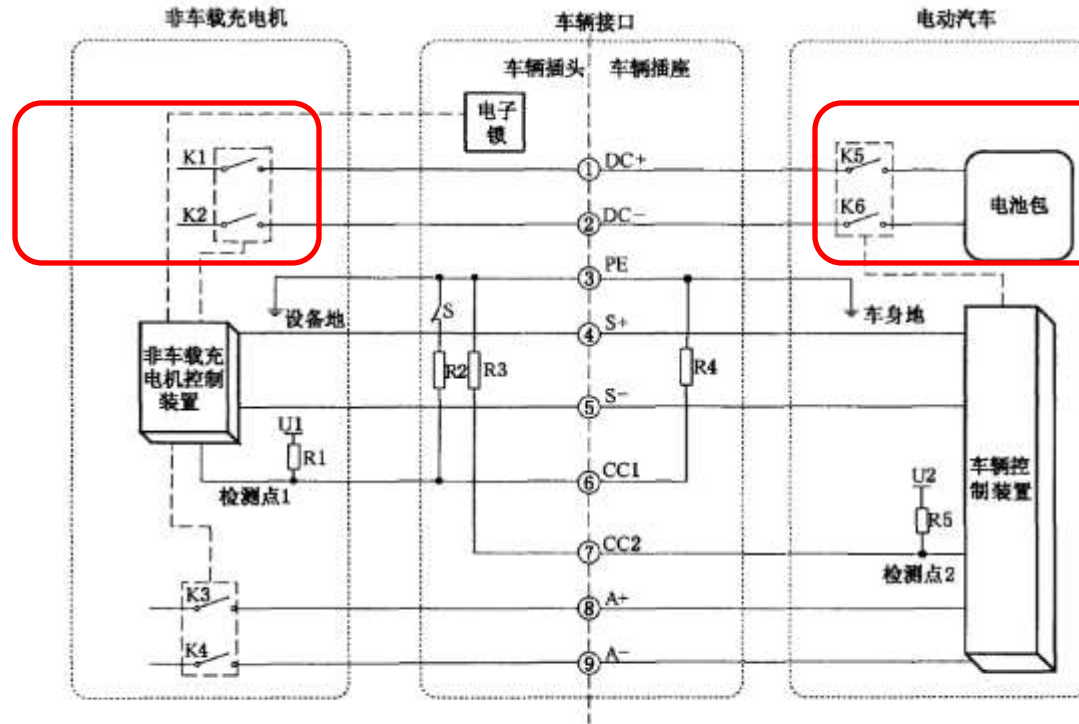 非车载充电机
车辆接口
电动汽车
车辆插头
车辆插座
电子
锁
K1
① DC+
K5
K2
② DC-
K6
电池包
③ PE
设备地
S
④ S+
车身地
非车载充
电机控制
装置
R2
R3
R4
⑤ S-
U1
R1
检测点1
⑥ CC1
车辆控
制装置
U2
R5
⑦ CC2
检测点2
K3
⑧ A+
K4
⑨ A-